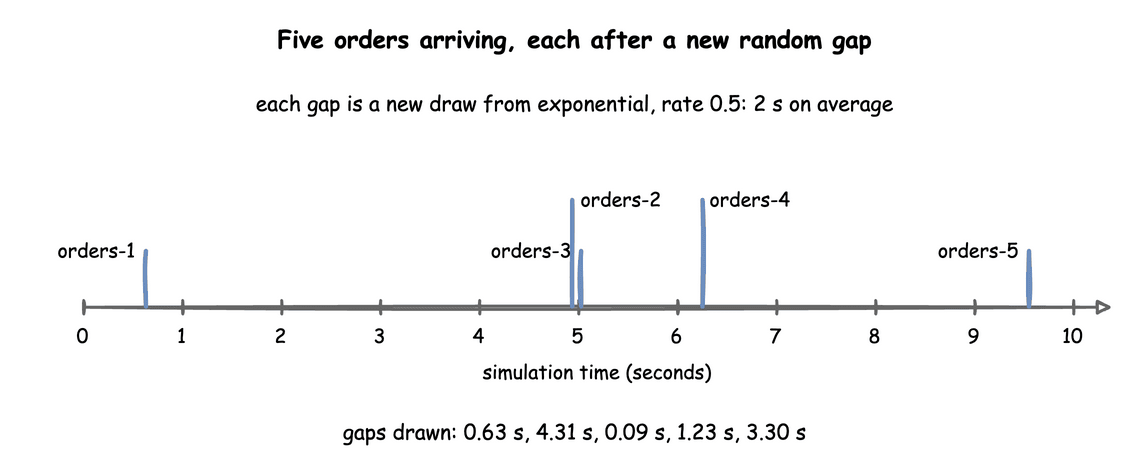 Five orders arriving, each after a new random gap
each gap is a new draw from exponential, rate 0.5: 2 s on average
orders-2
orders-4
orders-1
orders-3
orders-5
0 1 2 3 4 5 6 7 8 9 10
simulation time (seconds)
gaps drawn: 0.63 s, 4.31 s, 0.09 s, 1.23 s, 3.30 s